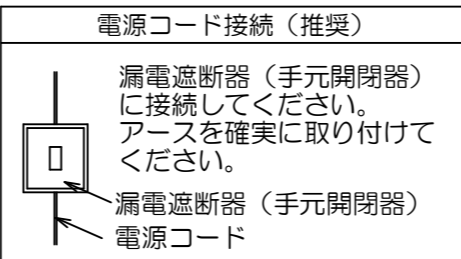 電源コード接続（推奨）
漏電遮断器（手元開閉器）
に接続してください。
アースを確実に取り付けて
ください。
漏電遮断器（手元開閉器）
電源コード